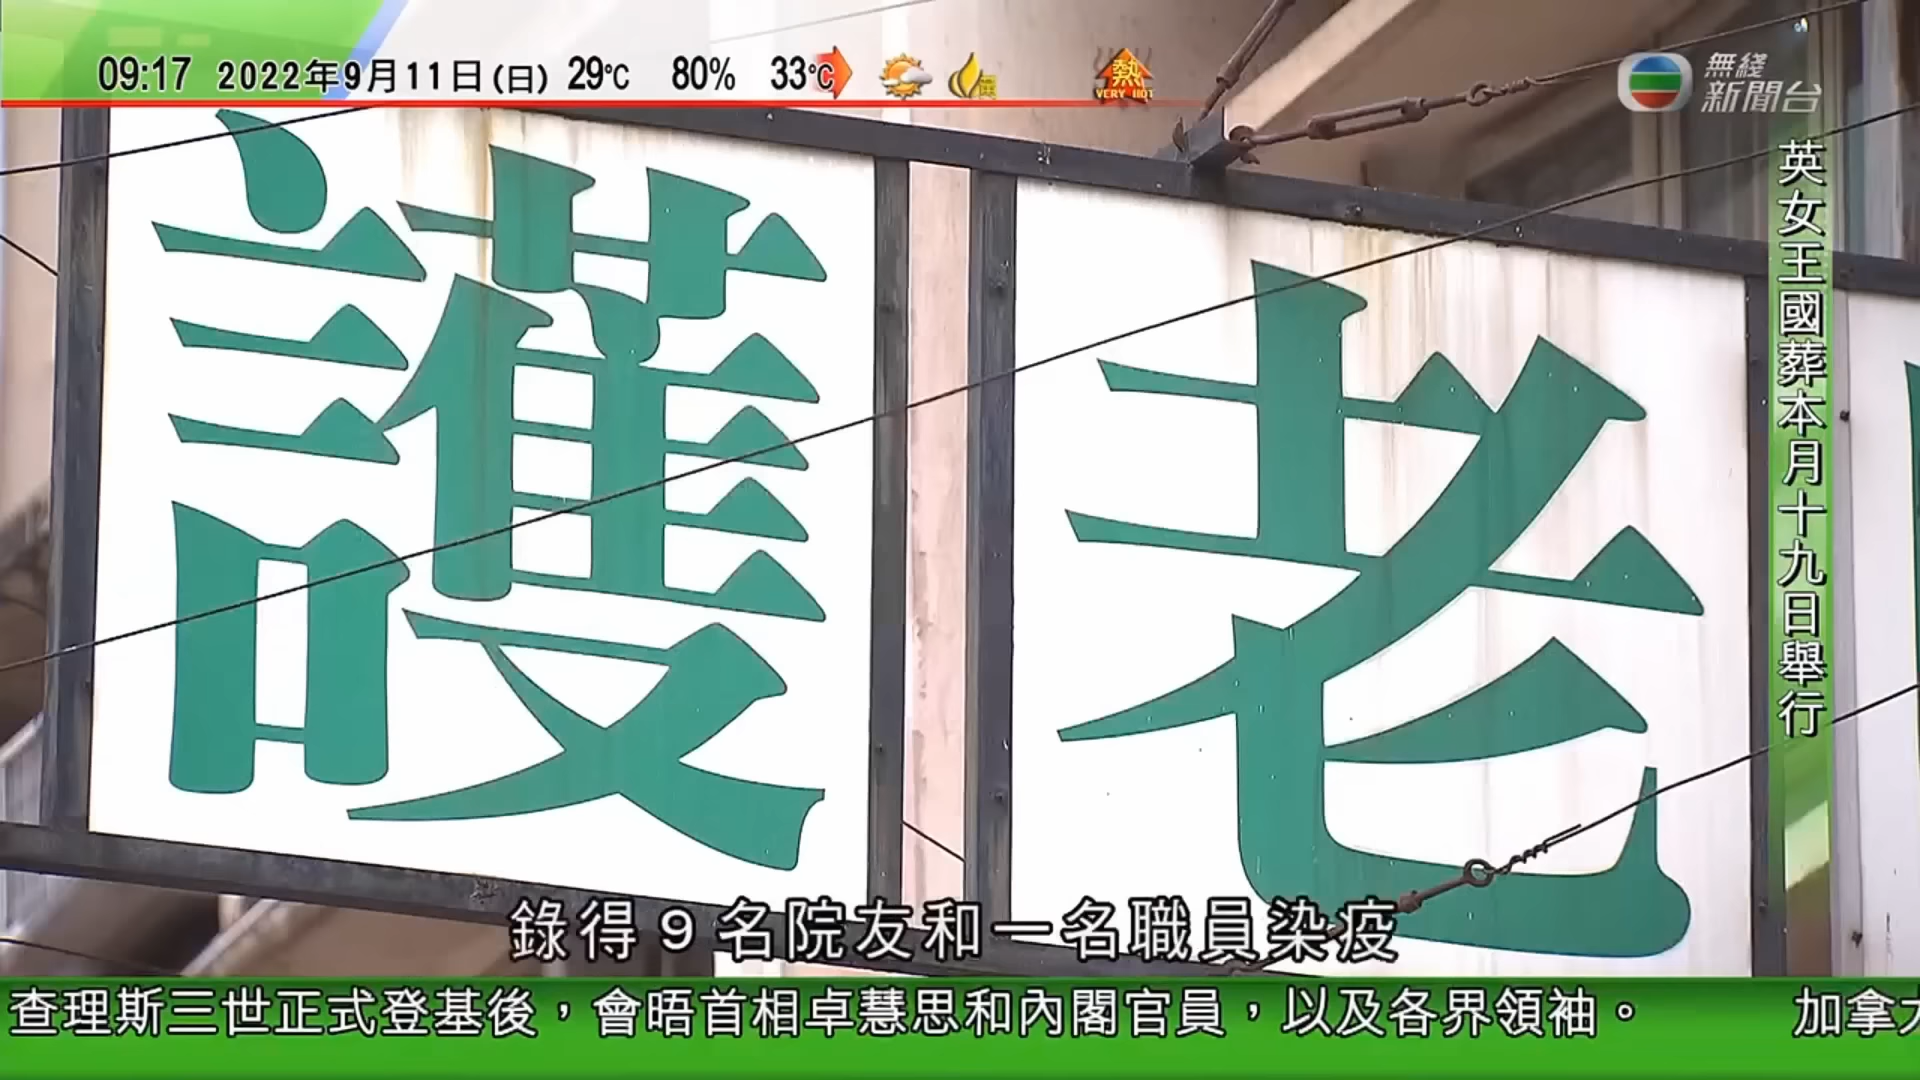 09:17 2022年9月11日(日) 29°C 80% 33°C
熱
VERY HOT
無綫
新聞台
英女王國葬本月十九日舉行
護老
錄得9名院友和一名職員染疫
查理斯三世正式登基後，會晤首相卓慧思和內閣官員，以及各界領袖。 加拿